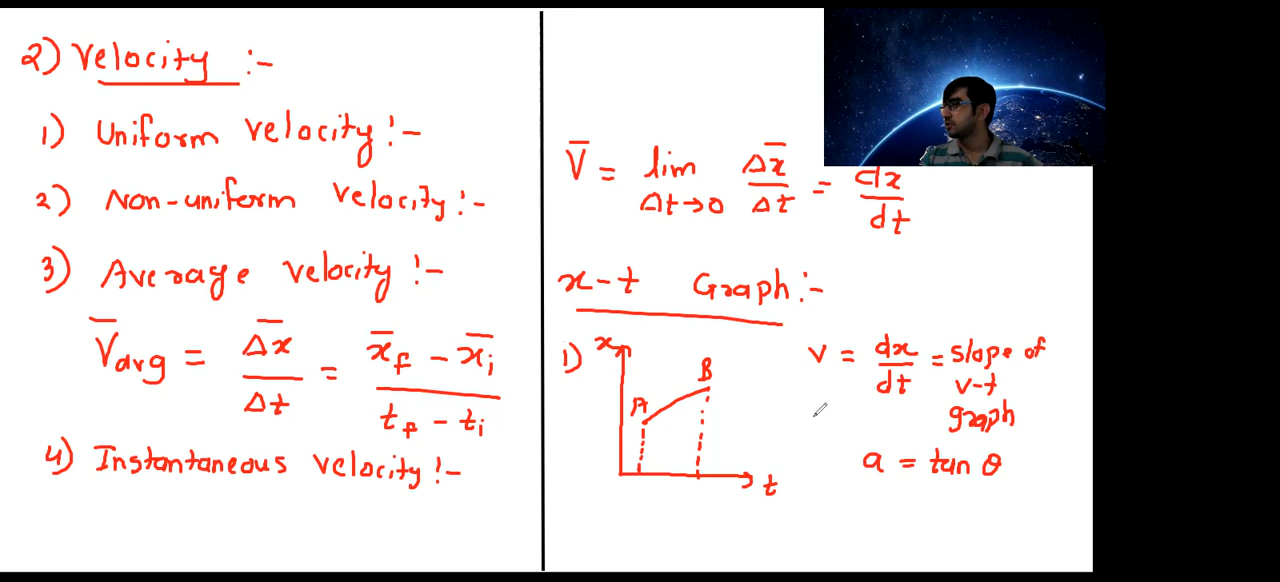 2) Velocity :-
1) Uniform velocity :-
2) Non-uniform velocity :-
3) Average velocity :-
V̅avg = Δx̅/Δt = x̅f - x̅i / tf - ti
4) Instantaneous velocity :-
V̅ = lim Δt→0 Δx̅/Δt = dx/dt
x-t Graph :-
1) x
A
B
t
v = dx/dt = slope of
v-t
graph
a = tan θ